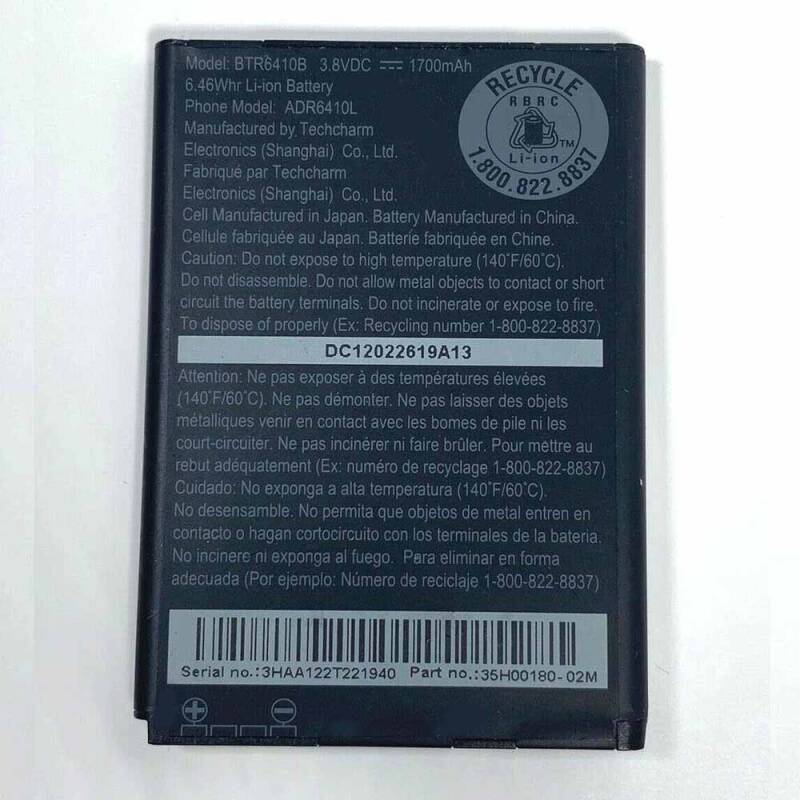 Model: BTR6410B 3.8VDC ⎓ 1700mAh
6.46Whr Li-ion Battery
Phone Model: ADR6410L
Manufactured by Techcharm
Electronics (Shanghai) Co., Ltd.
Fabriqué par Techcharm
Electronics (Shanghai) Co., Ltd.
RECYCLE
RBRC
TM
Li-ion
1.800.822.8837
Cell Manufactured in Japan. Battery Manufactured in China.
Cellule fabriquée au Japan. Batterie fabriquée en Chine.
Caution: Do not expose to high temperature (140°F/60°C).
Do not disassemble. Do not allow metal objects to contact or short
circuit the battery terminals. Do not incinerate or expose to fire.
To dispose of properly (Ex: Recycling number 1-800-822-8837)
DC12022619A13
Attention: Ne pas exposer à des températures élevées
(140°F/60°C). Ne pas démonter. Ne pas laisser des objets
métalliques venir en contact avec les bornes de pile ni les
court-circuiter. Ne pas incinérer ni faire brûler. Pour mettre au
rebut adéquatement (Ex: numéro de recyclage 1-800-822-8837)
Cuidado: No exponga a alta temperatura (140°F/60°C).
No desensamble. No permita que objetos de metal entren en
contacto o hagan cortocircuito en los terminales de la bateria.
No incinere ni exponga al fuego. Para eliminar en forma
adecuada (Por ejemplo: Número de reciclaje 1-800-822-8837)
Serial no.:3HAA122T221940 Part no.:35H00180-02M
+ −